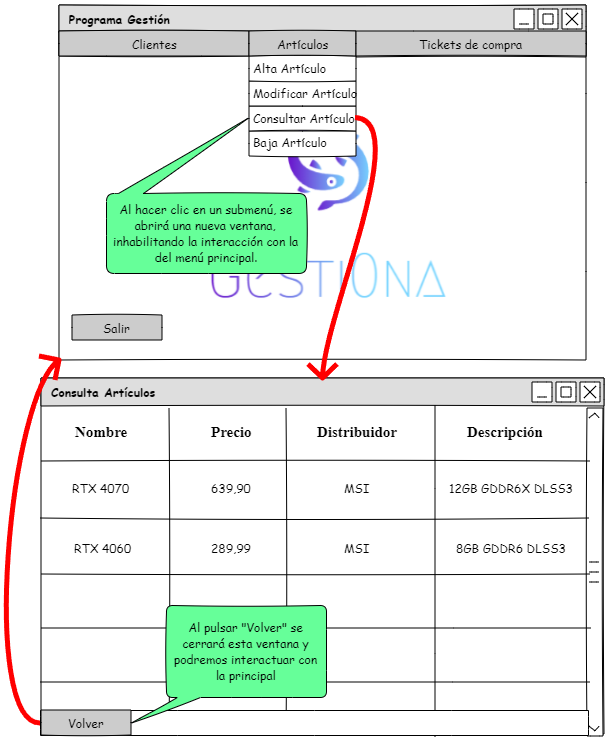 Programa Gestión
Clientes
Artículos
Tickets de compra
Alta Artículo
Modificar Artículo
Consultar Artículo
Baja Artículo
Al hacer clic en un submenú, se
abrirá una nueva ventana,
inhabilitando la interacción con la
del menú principal.
GESTIONA
Salir
Consulta Artículos
Nombre
Precio
Distribuidor
Descripción
RTX 4070
639,90
MSI
12GB GDDR6X DLSS3
RTX 4060
289,99
MSI
8GB GDDR6 DLSS3
Al pulsar "Volver" se
cerrará esta ventana y
podremos interactuar con
la principal
Volver